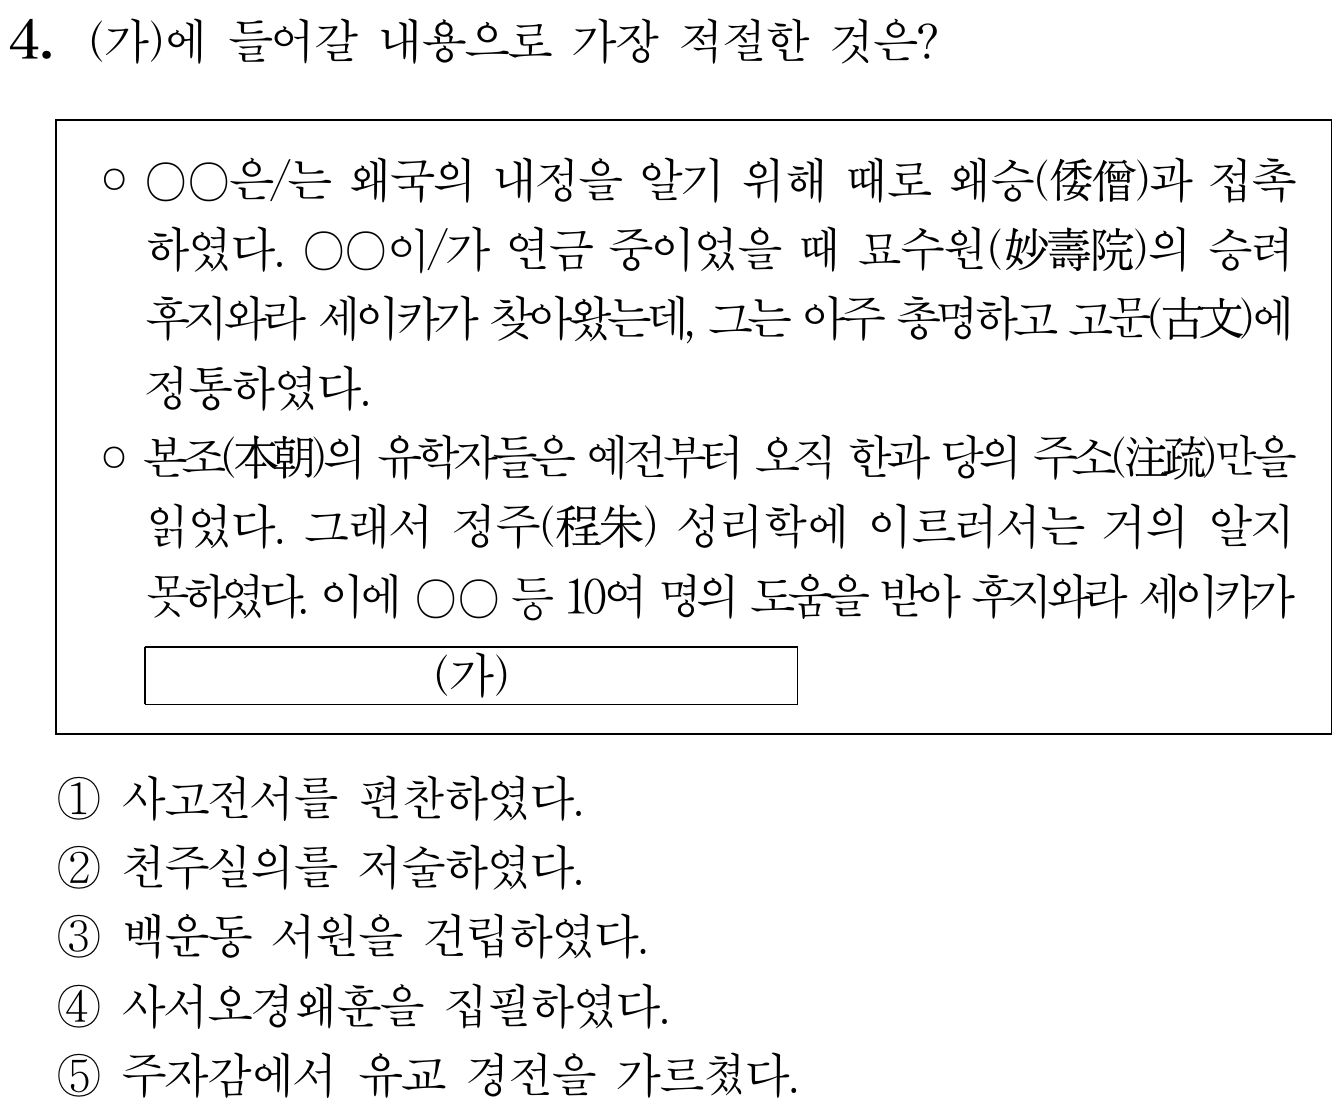 4. (가)에 들어갈 내용으로 가장 적절한 것은?
○ ○○은/는 왜국의 내정을 알기 위해 때로 왜승(倭僧)과 접촉
하였다. ○○이/가 연금 중이었을 때 묘수원(妙壽院)의 승려
후지와라 세이카가 찾아왔는데, 그는 아주 총명하고 고문(古文)에
정통하였다.
○ 본조(本朝)의 유학자들은 예전부터 오직 한과 당의 주소(注疏)만을
읽었다. 그래서 정주(程朱) 성리학에 이르러서는 거의 알지
못하였다. 이에 ○○ 등 10여 명의 도움을 받아 후지와라 세이카가
(가)
① 사고전서를 편찬하였다.
② 천주실의를 저술하였다.
③ 백운동 서원을 건립하였다.
④ 사서오경왜훈을 집필하였다.
⑤ 주자감에서 유교 경전을 가르쳤다.